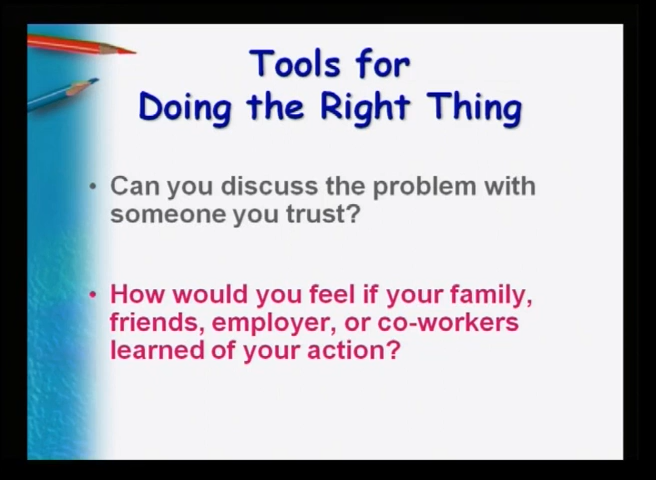 Tools for
Doing the Right Thing
• Can you discuss the problem with
someone you trust?
• How would you feel if your family,
friends, employer, or co-workers
learned of your action?